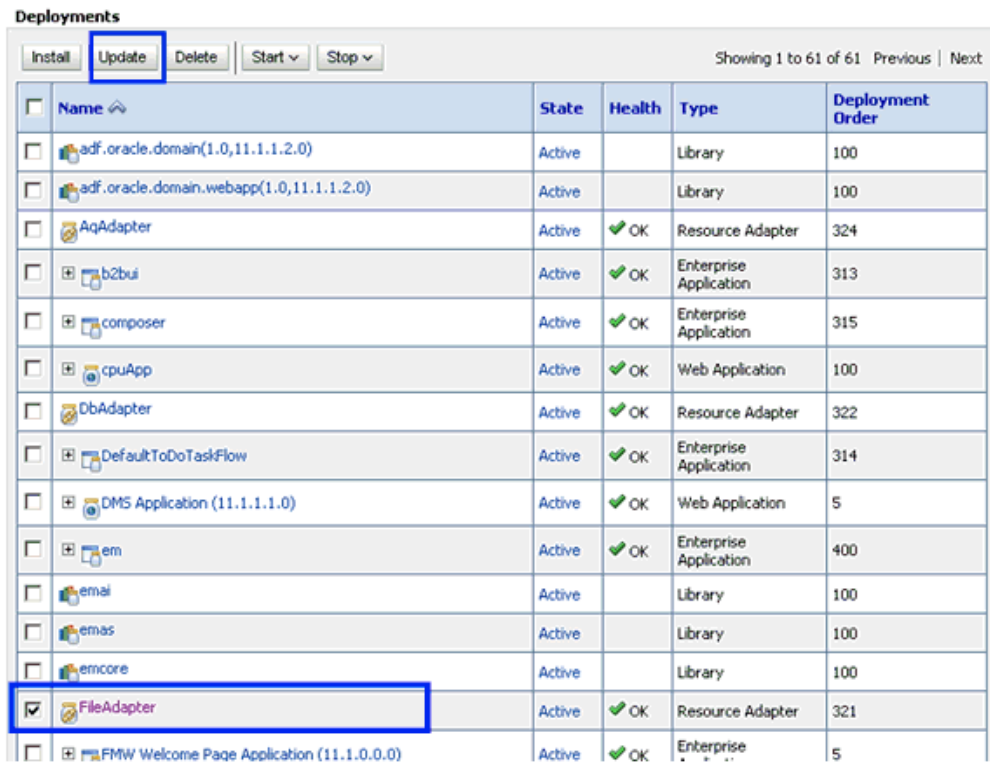 Deployments
Install Update Delete Start Stop Showing 1 to 61 of 61 Previous | Next
Name State Health Type Deployment
Order
adf.oracle.domain(1.0,11.1.1.2.0) Active Library 100
adf.oracle.domain.webapp(1.0,11.1.1.2.0) Active Library 100
AqAdapter Active OK Resource Adapter 324
b2bui Active OK Enterprise
Application 313
composer Active OK Enterprise
Application 315
cpuApp Active OK Web Application 100
DbAdapter Active OK Resource Adapter 322
DefaultToDoTaskFlow Active OK Enterprise
Application 314
DMS Application (11.1.1.1.0) Active OK Web Application 5
em Active OK Enterprise
Application 400
emai Active Library 100
emas Active Library 100
emcore Active Library 100
FileAdapter Active OK Resource Adapter 321
FMW Welcome Page Application (11.1.0.0.0) Active OK Enterprise 5